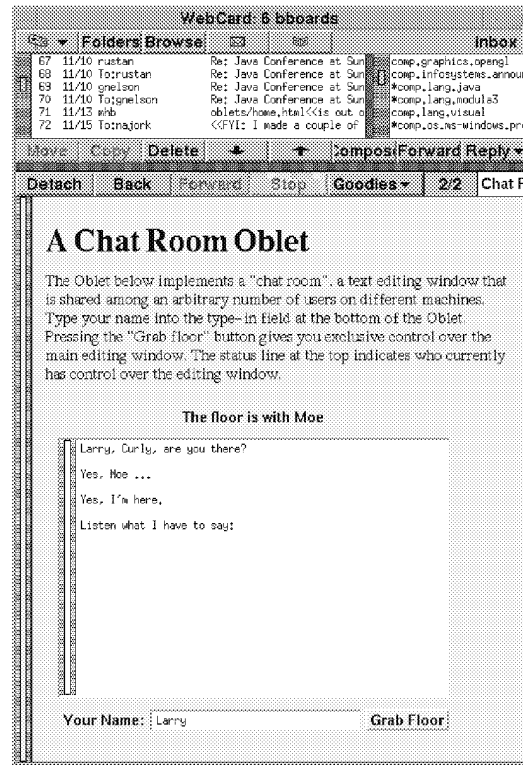 WebCard: 6 bboards
Folders Browse inbox
67 11/10 rustan Re: Java Conference at Sun comp.graphics.opengl
68 11/10 To:rustan Re: Java Conference at Sun comp.infosystems.announ
69 11/10 gnelson Re: Java Conference at Sun *comp.lang.java
70 11/10 To:gnelson Re: Java Conference at Sun *comp.lang.modula3
71 11/13 mhb oblets/home.html<<is out o comp.lang.visual
72 11/15 To:najork <<FYI: I made a couple of *comp.os.ms-windows.pro
Move Copy Delete Compose Forward Reply
Detach Back Forward Stop Goodies 2/2 Chat R
A Chat Room Oblet
The Oblet below implements a "chat room", a text editing window that
is shared among an arbitrary number of users on different machines.
Type your name into the type-in field at the bottom of the Oblet.
Pressing the "Grab floor" button gives you exclusive control over the
main editing window. The status line at the top indicates who currently
has control over the editing window.
The floor is with Moe
Larry, Curly, are you there?
Yes, Moe ...
Yes, I'm here.
Listen what I have to say:
Your Name: Larry Grab Floor